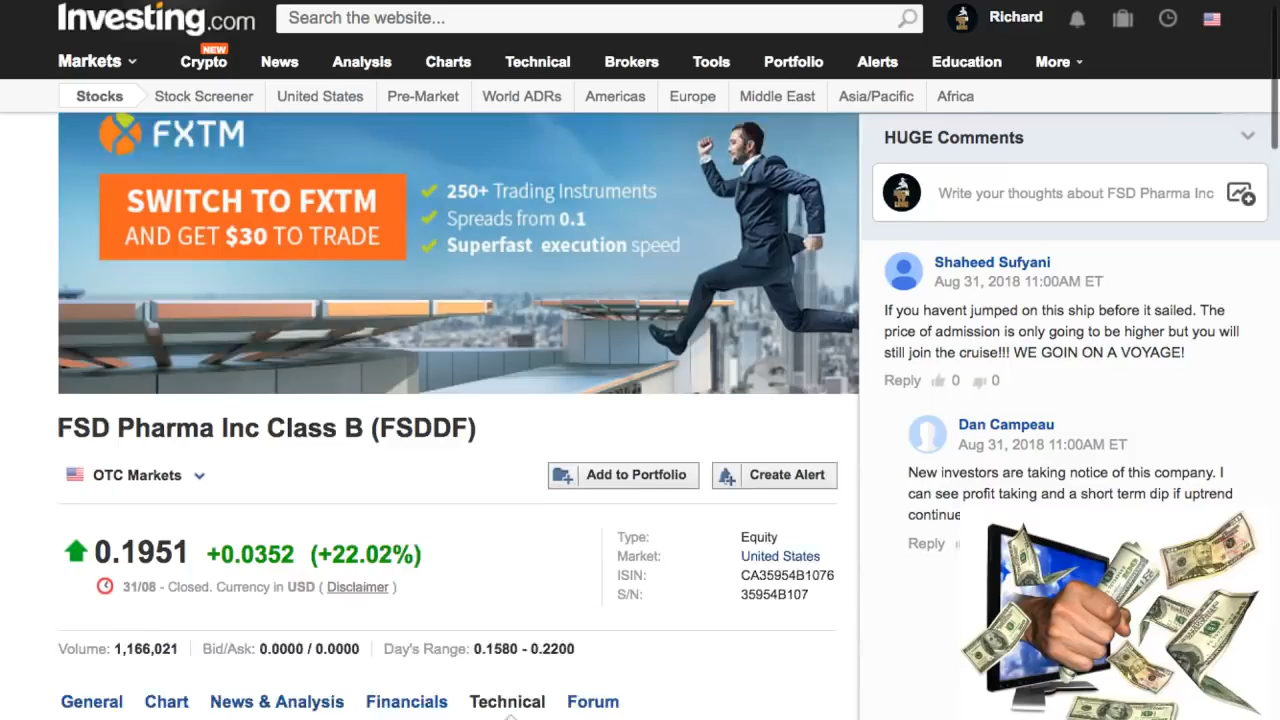 Investing.com
Search the website...
Richard
Markets
NEW
Crypto
News
Analysis
Charts
Technical
Brokers
Tools
Portfolio
Alerts
Education
More
Stocks
Stock Screener
United States
Pre-Market
World ADRs
Americas
Europe
Middle East
Asia/Pacific
Africa
FXTM
SWITCH TO FXTM
AND GET $30 TO TRADE
250+ Trading Instruments
Spreads from 0.1
Superfast execution speed
FSD Pharma Inc Class B (FSDDF)
OTC Markets
Add to Portfolio
Create Alert
0.1951 +0.0352 (+22.02%)
31/08 - Closed. Currency in USD ( Disclaimer )
Type: Equity
Market: United States
ISIN: CA35954B1076
S/N: 35954B107
Volume: 1,166,021
Bid/Ask: 0.0000 / 0.0000
Day's Range: 0.1580 - 0.2200
General
Chart
News & Analysis
Financials
Technical
Forum
HUGE Comments
Write your thoughts about FSD Pharma Inc
Shaheed Sufyani
Aug 31, 2018 11:00AM ET
If you havent jumped on this ship before it sailed. The
price of admission is only going to be higher but you will
still join the cruise!!! WE GOIN ON A VOYAGE!
Reply 0 0
Dan Campeau
Aug 31, 2018 11:00AM ET
New investors are taking notice of this company. I
can see profit taking and a short term dip if uptrend
continue
Reply